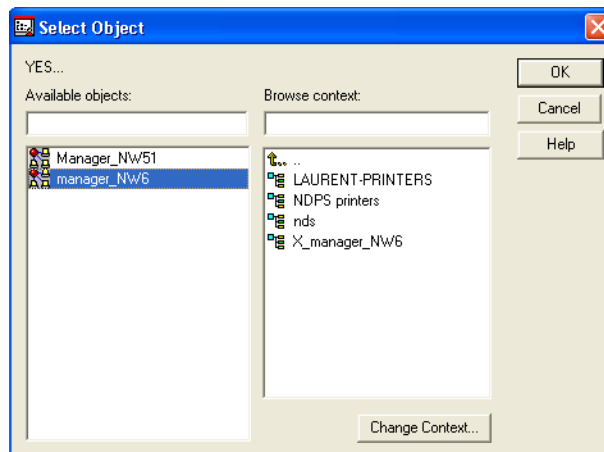 Select Object
YES...
Available objects:
Browse context:
OK
Cancel
Help
Manager_NW51
manager_NW6
..
LAURENT-PRINTERS
NDPS printers
nds
X_manager_NW6
Change Context...